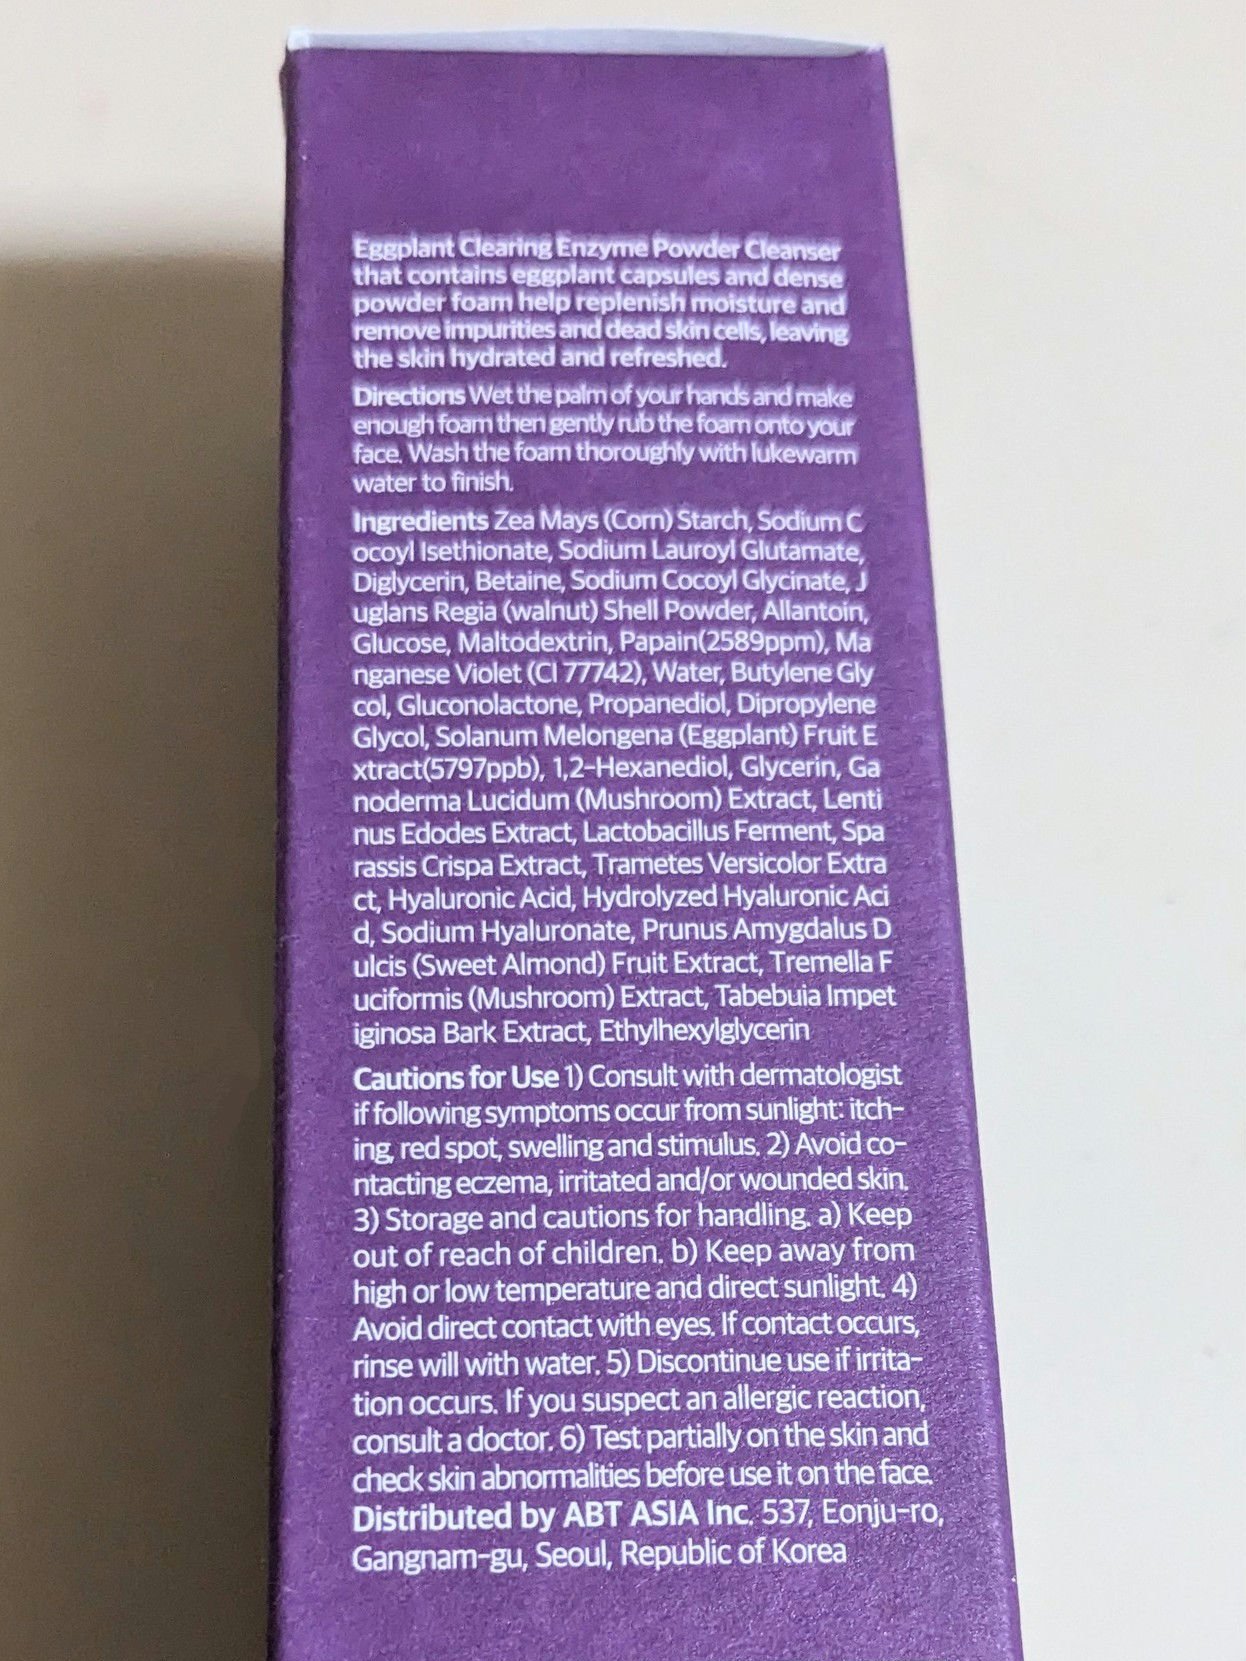 Eggplant Clearing Enzyme Powder Cleanser
that contains eggplant capsules and dense
powder foam help replenish moisture and
remove impurities and dead skin cells, leaving
the skin hydrated and refreshed.
Directions Wet the palm of your hands and make
enough foam then gently rub the foam onto your
face. Wash the foam thoroughly with lukewarm
water to finish.
Ingredients Zea Mays (Corn) Starch, Sodium C
ocoyl Isethionate, Sodium Lauroyl Glutamate,
Diglycerin, Betaine, Sodium Cocoyl Glycinate, J
uglans Regia (walnut) Shell Powder, Allantoin,
Glucose, Maltodextrin, Papain(2589ppm), Ma
nganese Violet (CI 77742), Water, Butylene Gly
col, Gluconolactone, Propanediol, Dipropylene
Glycol, Solanum Melongena (Eggplant) Fruit E
xtract(5797ppb), 1,2-Hexanediol, Glycerin, Ga
noderma Lucidum (Mushroom) Extract, Lenti
nus Edodes Extract, Lactobacillus Ferment, Spa
rassis Crispa Extract, Trametes Versicolor Extra
ct, Hyaluronic Acid, Hydrolyzed Hyaluronic Aci
d, Sodium Hyaluronate, Prunus Amygdalus D
ulcis (Sweet Almond) Fruit Extract, Tremella F
uciformis (Mushroom) Extract, Tabebuia Impet
iginosa Bark Extract, Ethylhexylglycerin
Cautions for Use 1) Consult with dermatologist
if following symptoms occur from sunlight: itch-
ing, red spot, swelling and stimulus. 2) Avoid co-
ntacting eczema, irritated and/or wounded skin.
3) Storage and cautions for handling. a) Keep
out of reach of children. b) Keep away from
high or low temperature and direct sunlight. 4)
Avoid direct contact with eyes. If contact occurs,
rinse will with water. 5) Discontinue use if irrita-
tion occurs. If you suspect an allergic reaction,
consult a doctor. 6) Test partially on the skin and
check skin abnormalities before use it on the face.
Distributed by ABT ASIA Inc. 537, Eonju-ro,
Gangnam-gu, Seoul, Republic of Korea